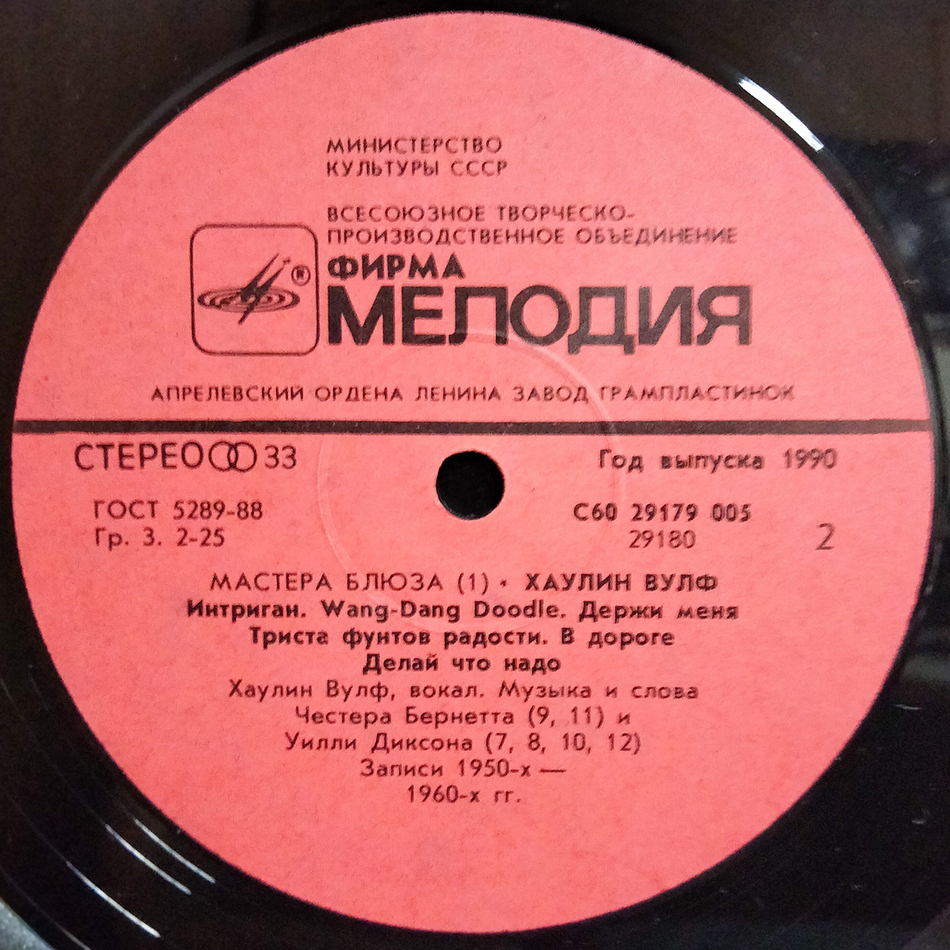 МИНИСТЕРСТВО
КУЛЬТУРЫ СССР
ВСЕСОЮЗНОЕ ТВОРЧЕСКО-
ПРОИЗВОДСТВЕННОЕ ОБЪЕДИНЕНИЕ
ФИРМА
®
МЕЛОДИЯ
АПРЕЛЕВСКИЙ ОРДЕНА ЛЕНИНА ЗАВОД ГРАМПЛАСТИНОК
СТЕРЕО 33
Год выпуска 1990
ГОСТ 5289-88
С60 29179 005
Гр. 3. 2-25
29180
2
МАСТЕРА БЛЮЗА (1) • ХАУЛИН ВУЛФ
Интриган. Wang-Dang Doodle. Держи меня
Триста фунтов радости. В дороге
Делай что надо
Хаулин Вулф, вокал. Музыка и слова
Честера Бернетта (9, 11) и
Уилли Диксона (7, 8, 10, 12)
Записи 1950-х —
1960-х гг.